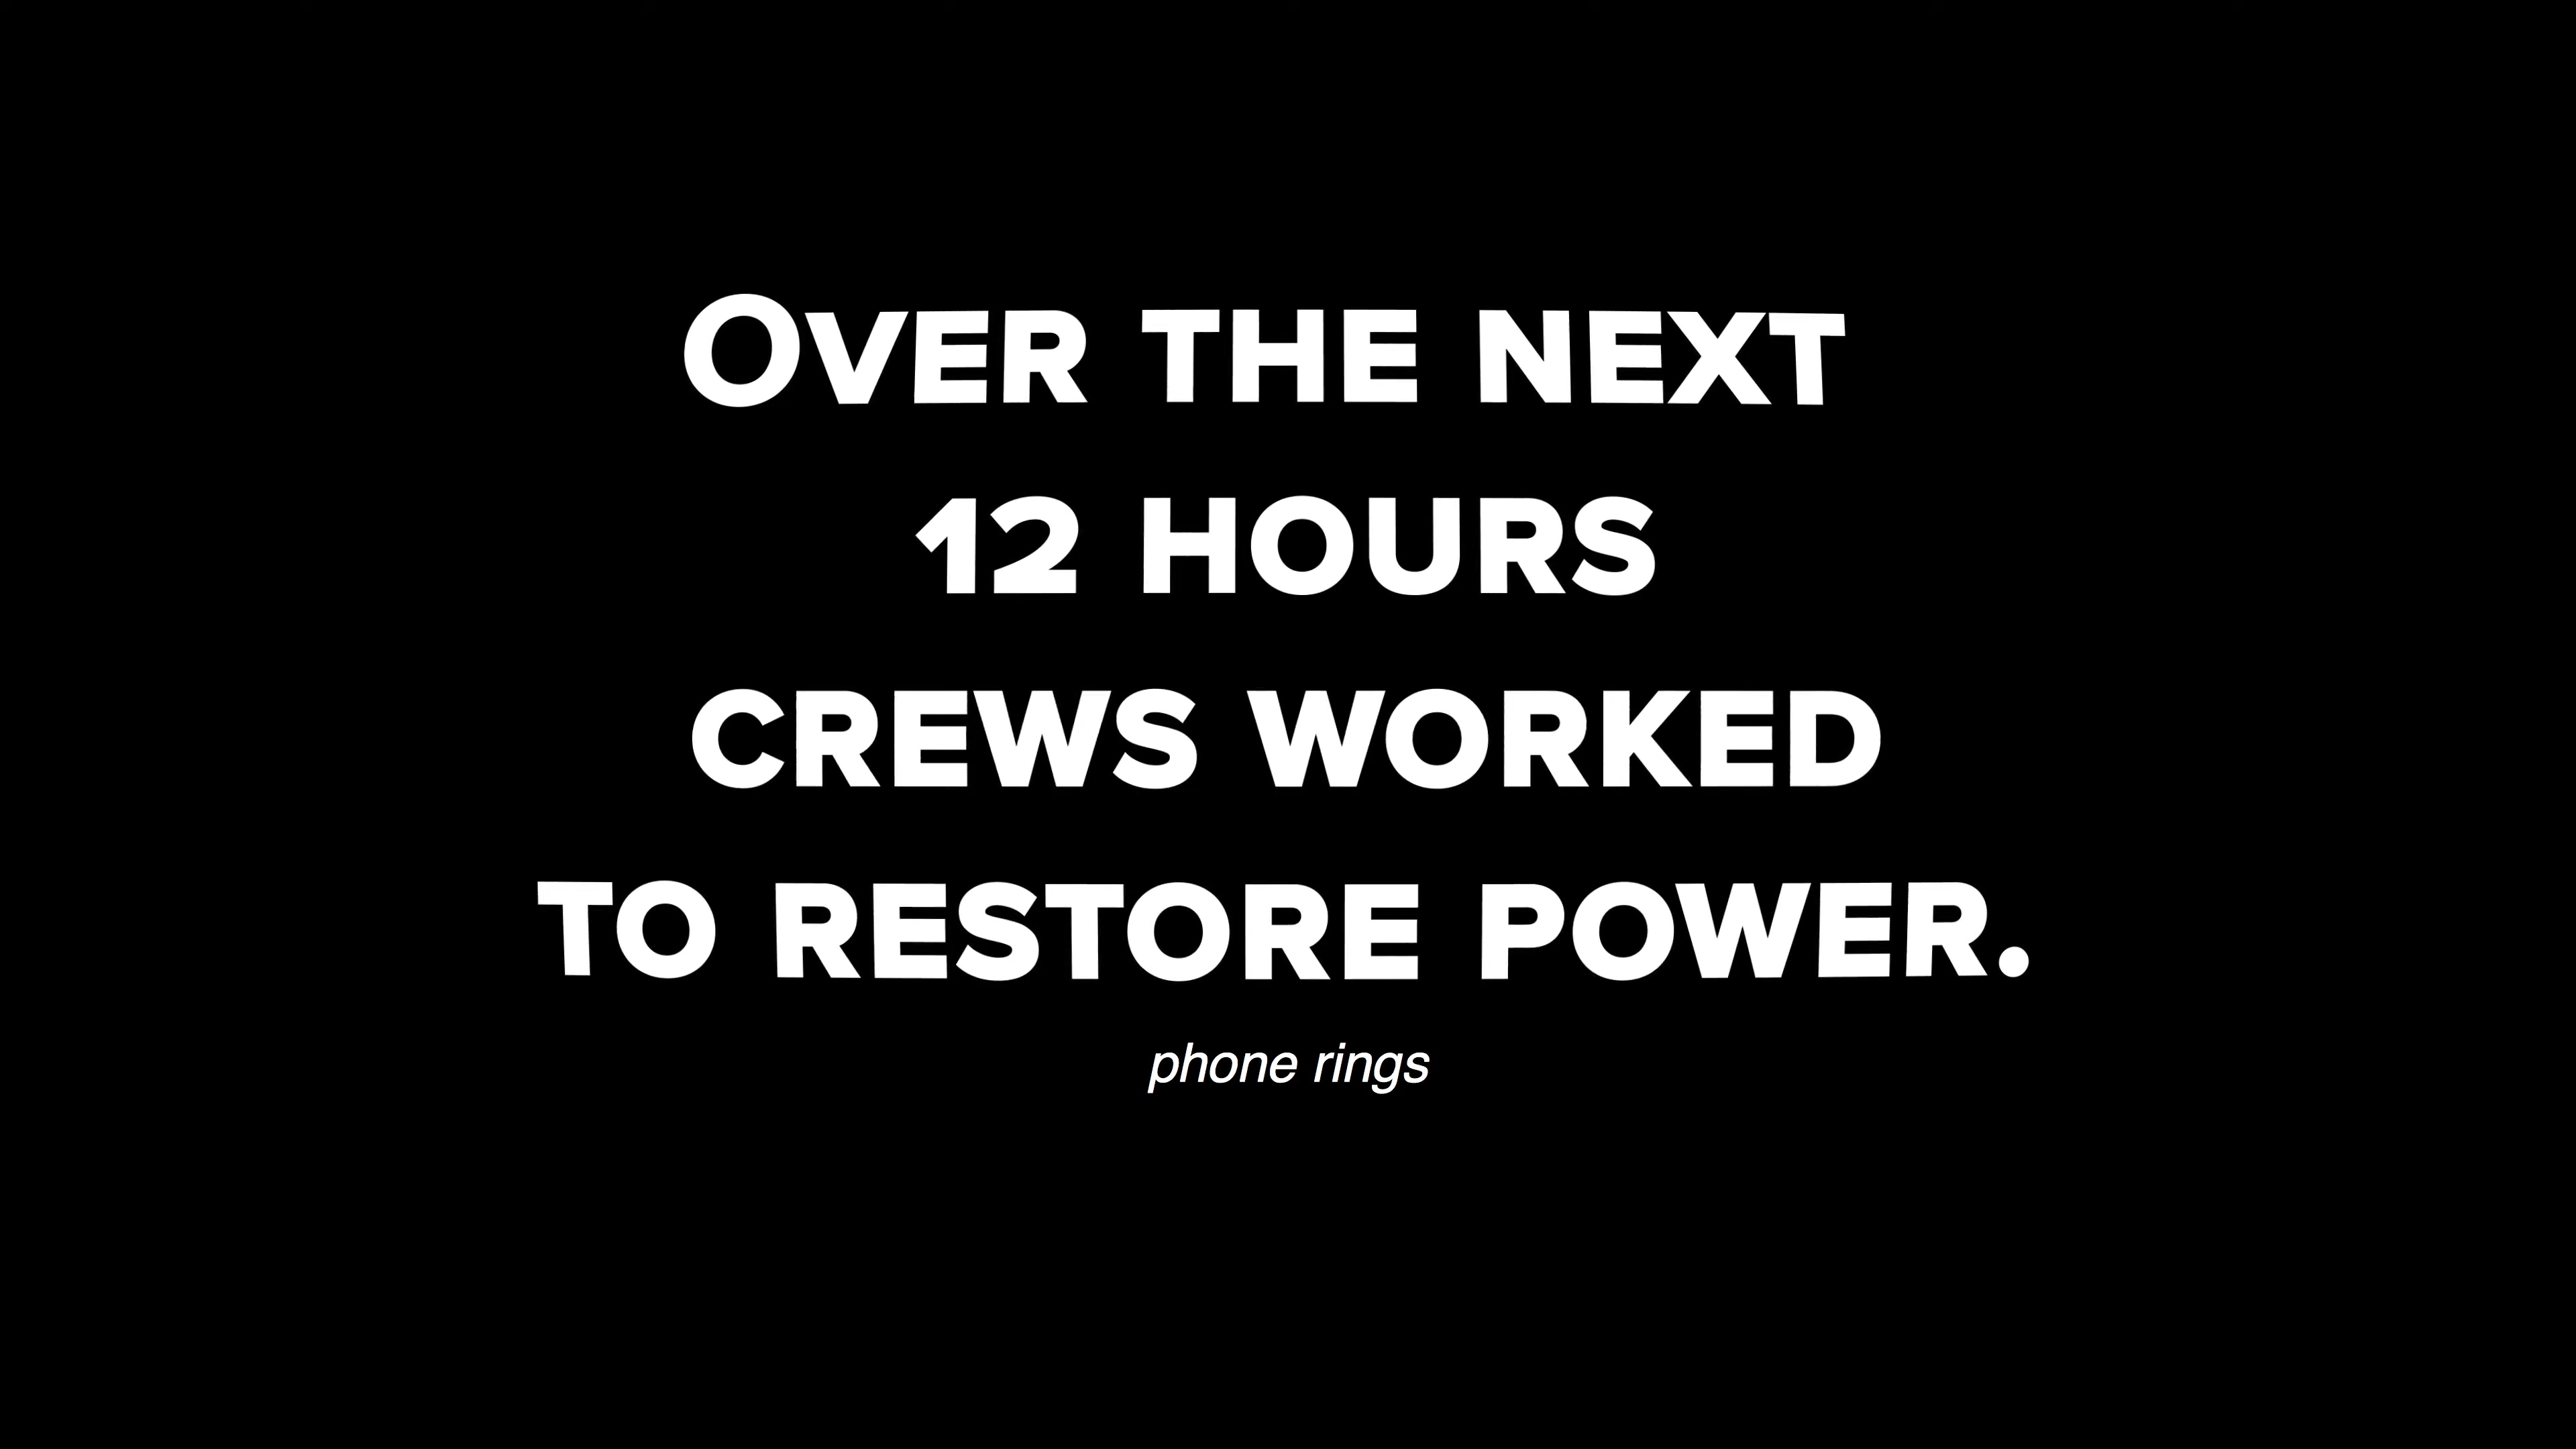 Over the next
12 hours
crews worked
to restore power.
phone rings